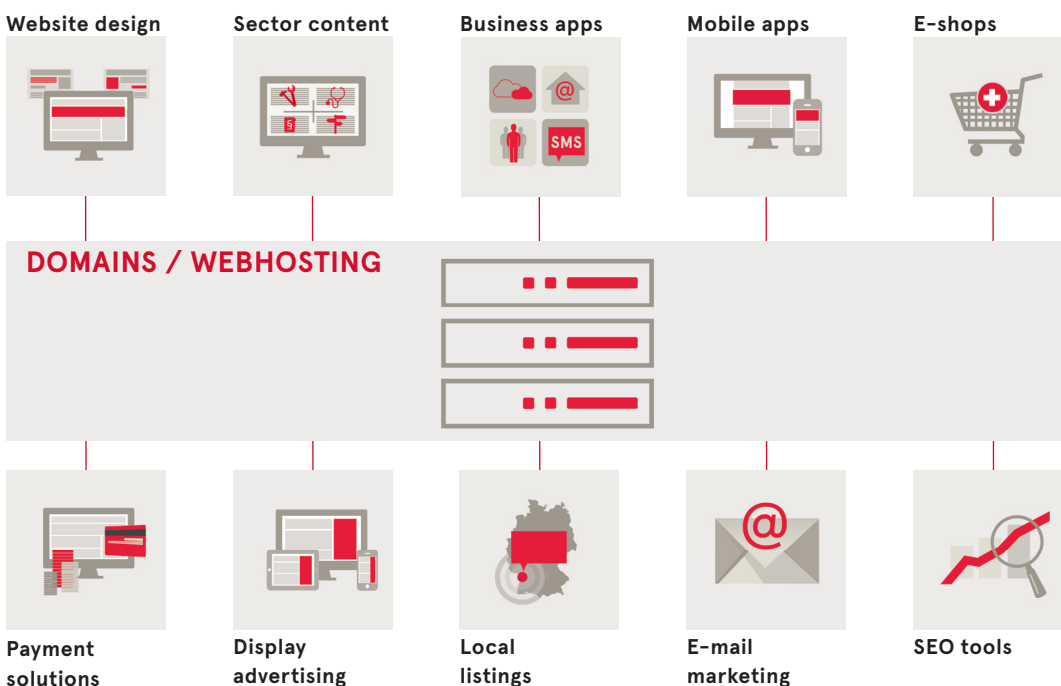 Website design
Sector content
Business apps
Mobile apps
E-shops
@
SMS
§
DOMAINS / WEBHOSTING
@
Payment
solutions
Display
advertising
Local
listings
E-mail
marketing
SEO tools